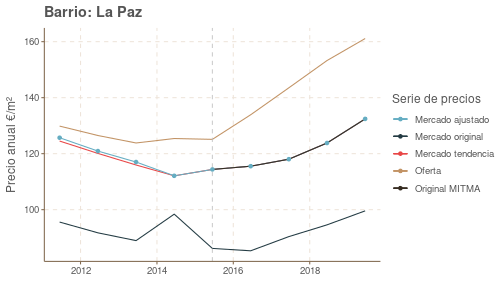 Barrio: La Paz
Precio anual €/m²
160
140
120
100
2012
2014
2016
2018
Serie de precios
Mercado ajustado
Mercado original
Mercado tendencia
Oferta
Original MITMA